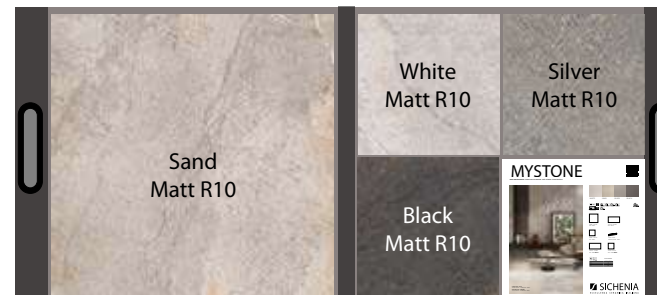 Sand
Matt R10
White
Matt R10
Silver
Matt R10
Black
Matt R10
MYSTONE
SICHENIA